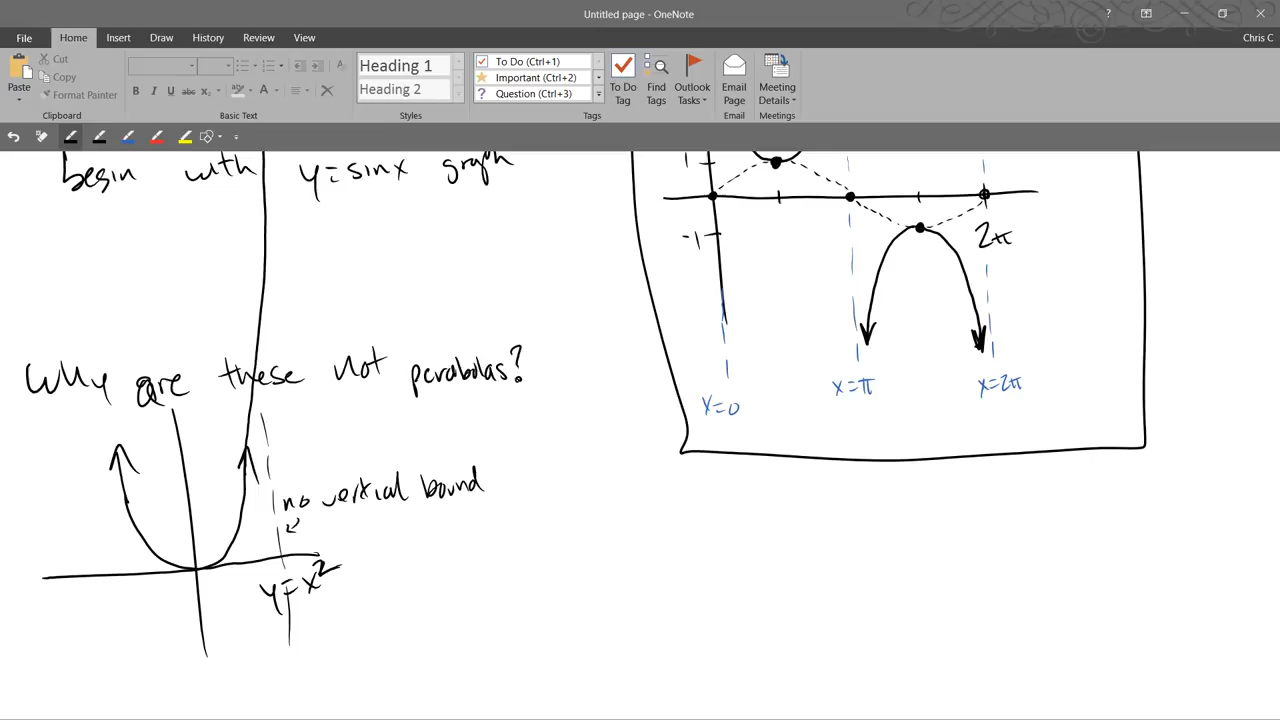 Untitled page - OneNote
?
File
Home
Insert
Draw
History
Review
View
Chris C
Paste
Cut
Copy
Format Painter
Clipboard
B I U abc x₂ A
Basic Text
Heading 1
Heading 2
Styles
To Do (Ctrl+1)
Important (Ctrl+2)
? Question (Ctrl+3)
To Do Tag
Find Tags
Tags
Outlook Tasks
Email Page
Email
Meeting Details
Meetings
begin with y=sinx graph
1
-1
2π
x=0
x=π
x=2π
Why are these not parabolas?
no vertical bound
y=x²